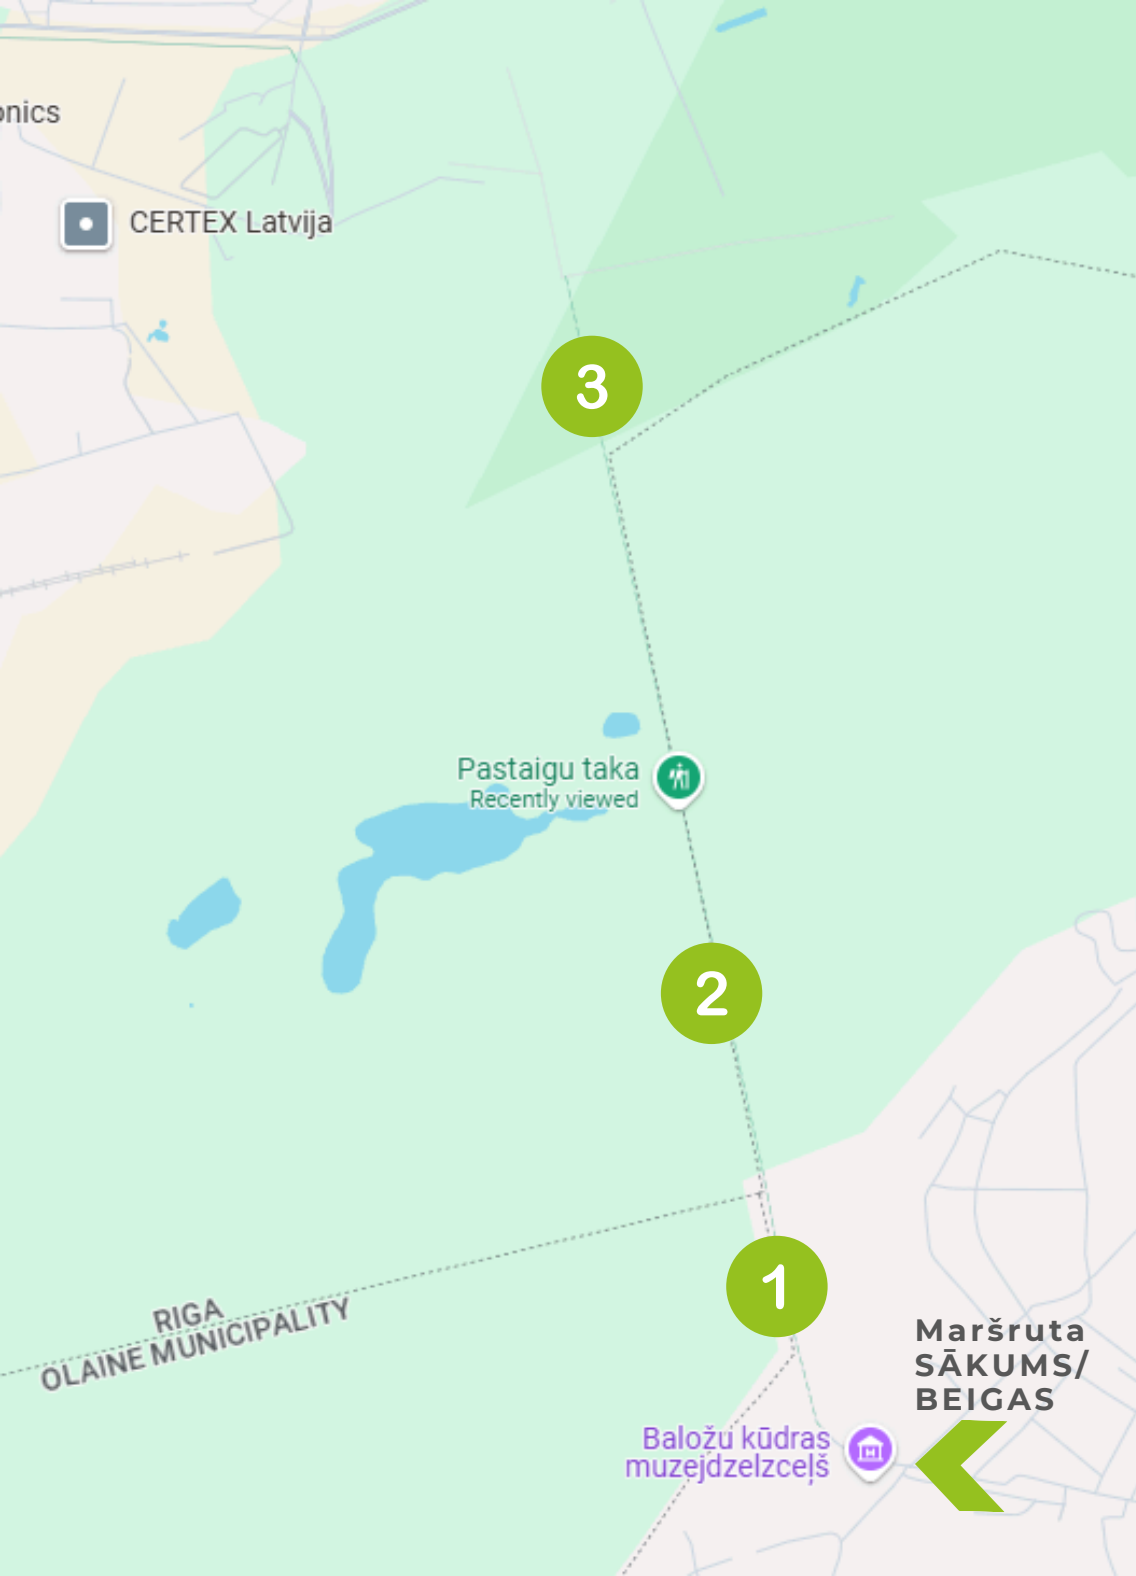 onics
CERTEX Latvija
3
Pastaigu taka
Recently viewed
2
1
RIGA
OLAINE MUNICIPALITY
Maršruta
SĀKUMS/
BEIGAS
Baložu kūdras
muzejdzelzceļš